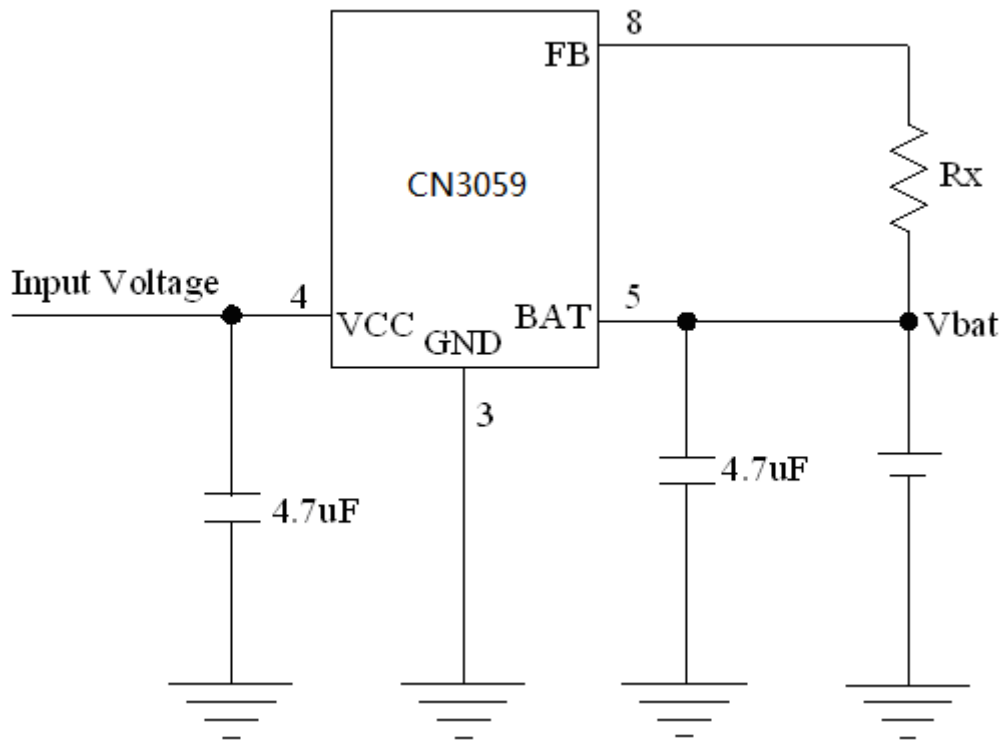 8
FB
CN3059
Rx
Input Voltage
4
VCC
GND
BAT
5
Vbat
3
4.7uF
4.7uF